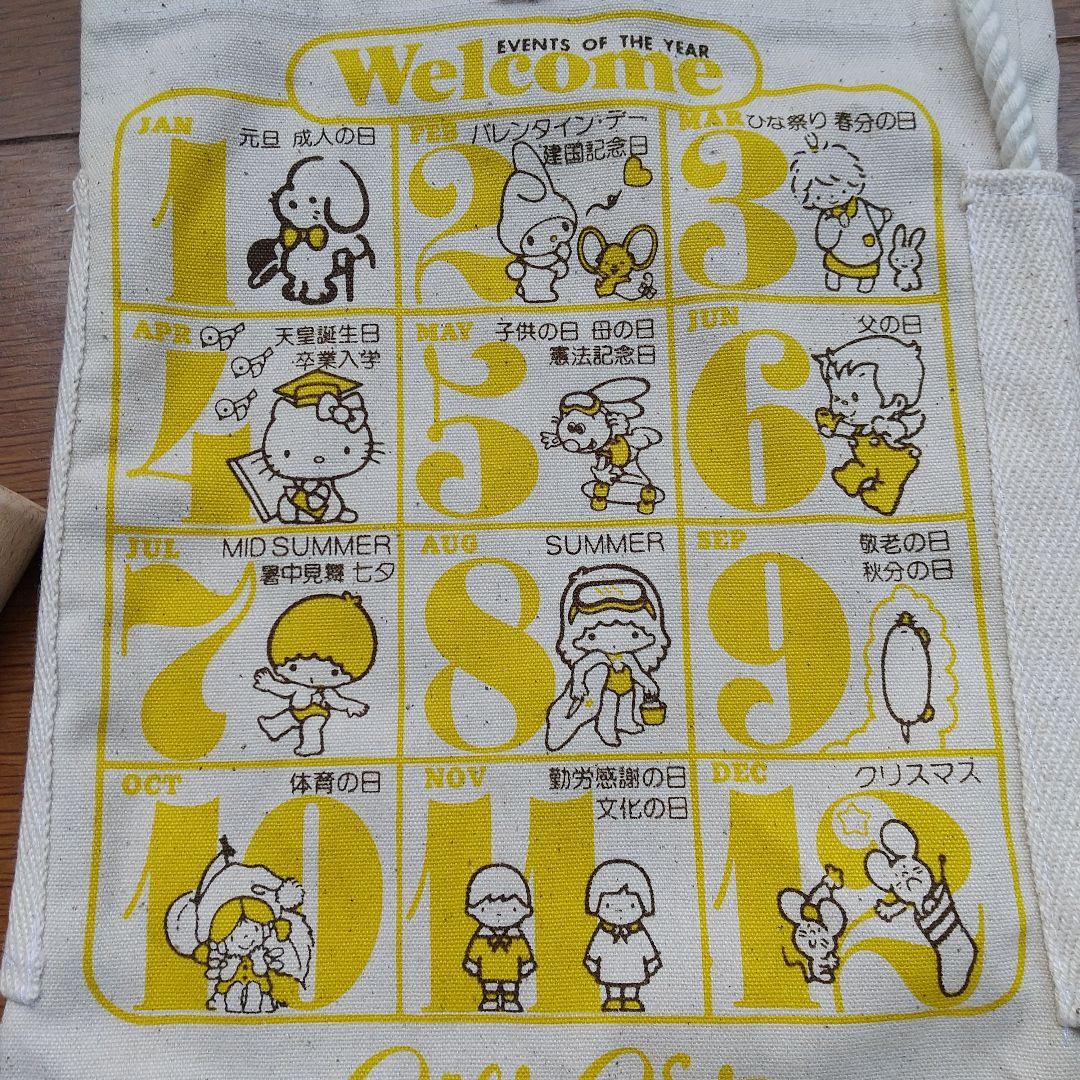 EVENTS OF THE YEAR
Welcome
JAN
元旦 成人の日
1
FEB
バレンタイン・デー
建国記念日
2
MAR
ひな祭り 春分の日
3
APR
天皇誕生日
卒業入学
4
MAY
子供の日 母の日
憲法記念日
5
JUN
父の日
6
JUL
MID SUMMER
暑中見舞 七夕
7
AUG
SUMMER
8
SEP
敬老の日
秋分の日
9
OCT
体育の日
10
NOV
勤労感謝の日
文化の日
11
DEC
クリスマス
12